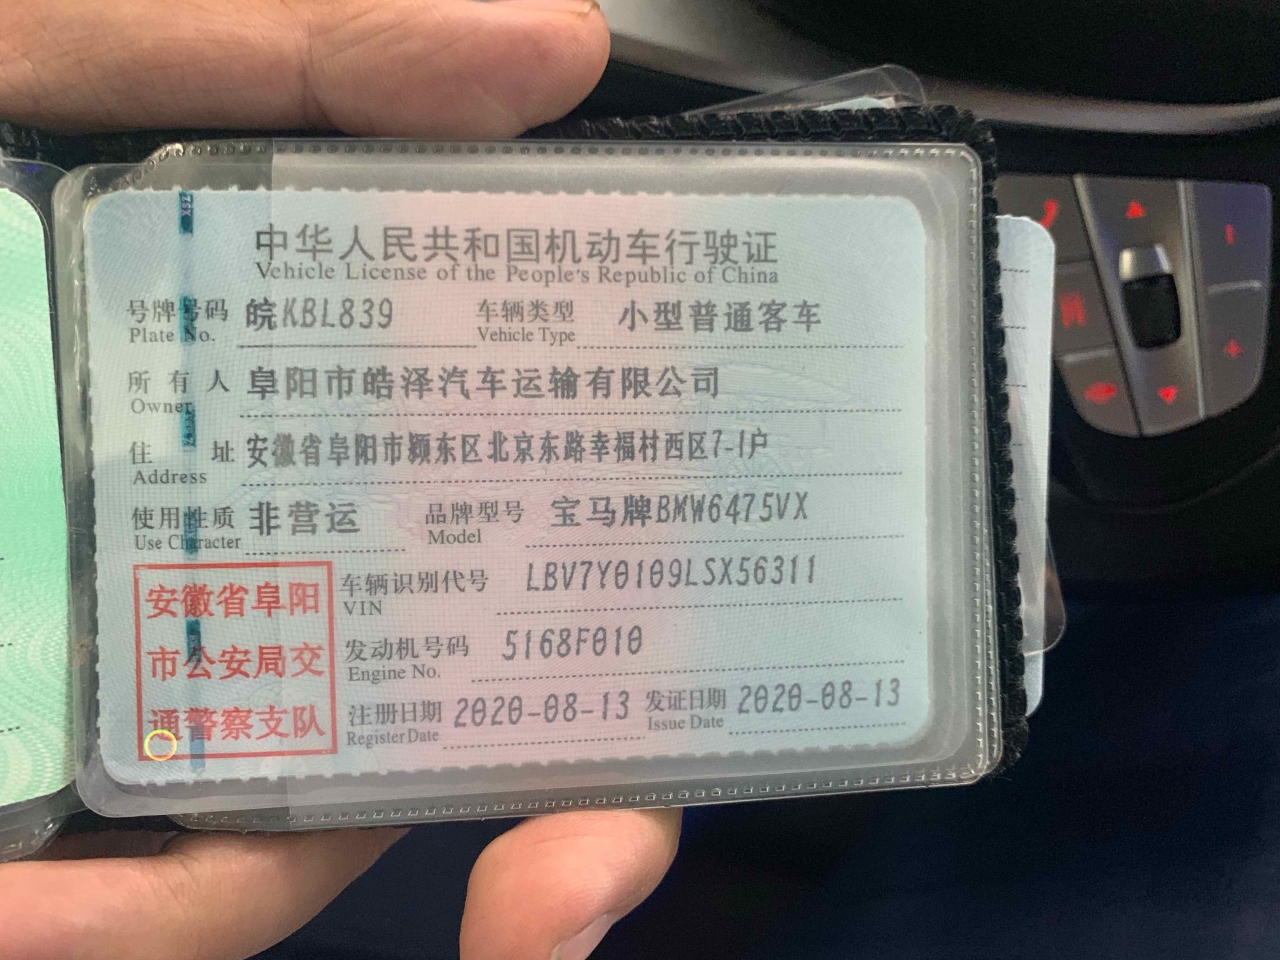 中华人民共和国机动车行驶证
Vehicle License of the People's Republic of China
号牌号码 皖KBL839 车辆类型 小型普通客车
Plate No. Vehicle Type
所有人 阜阳市皓泽汽车运输有限公司
Owner
住址 安徽省阜阳市颍东区北京东路幸福村西区7-1户
Address
使用性质 非营运 品牌型号 宝马牌BMW6475VX
Use Character Model
车辆识别代号 LBV7Y0109LSX56311
VIN
发动机号码 5168F010
Engine No.
注册日期 2020-08-13 发证日期 2020-08-13
Register Date Issue Date
安徽省阜阳
市公安局交
通警察支队